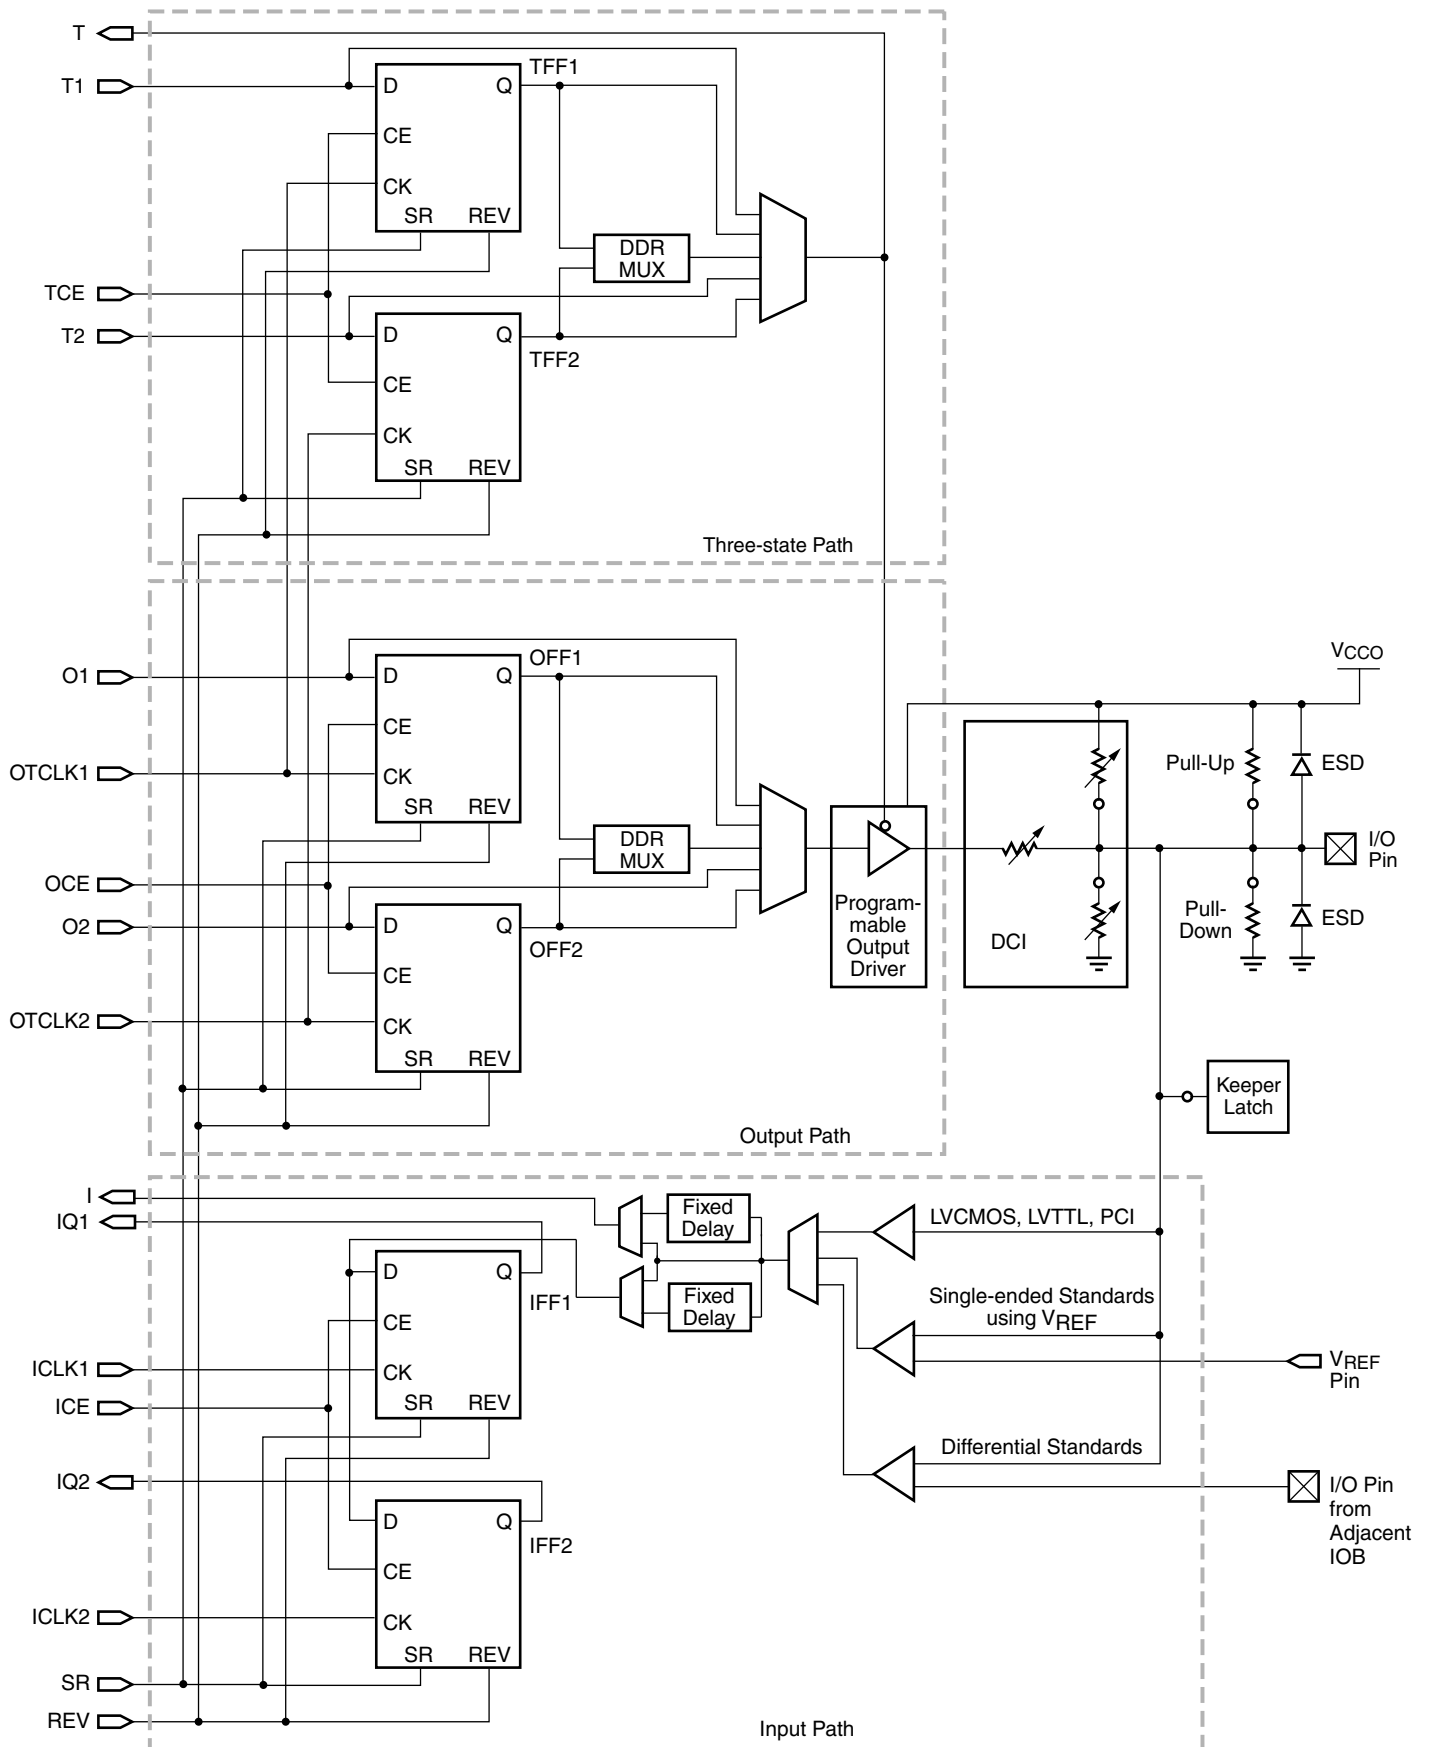 T
T1
TFF1
D
Q
CE
CK
SR
REV
DDR
MUX
TCE
T2
D
Q
TFF2
CE
CK
SR
REV
Three-state Path
O1
OFF1
D
Q
CE
OTCLK1
CK
SR
REV
DDR
MUX
OCE
O2
D
Q
OFF2
CE
OTCLK2
CK
SR
REV
Output Path
Program-
mable
Output
Driver
DCI
VCCO
Pull-Up
ESD
I/O
Pin
Pull-
Down
ESD
Keeper
Latch
I
IQ1
Fixed
Delay
LVCMOS, LVTTL, PCI
D
Q
IFF1
Fixed
Delay
Single-ended Standards
using VREF
CE
ICLK1
CK
VREF
Pin
ICE
SR
REV
Differential Standards
IQ2
I/O Pin
from
Adjacent
IOB
D
Q
IFF2
CE
ICLK2
CK
SR
REV
SR
REV
Input Path